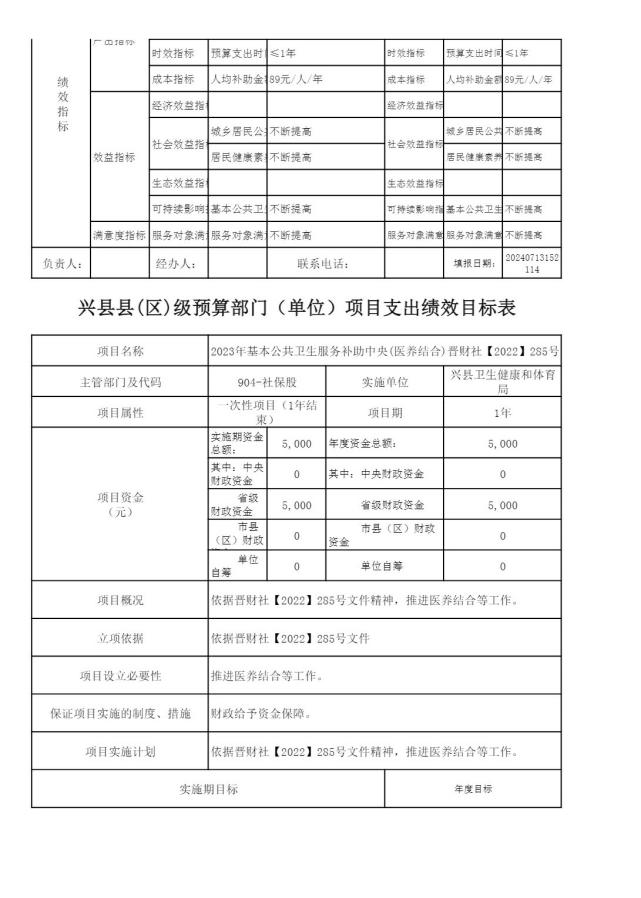 产出指标
时效指标 预算支出时 ≤1年 时效指标 预算支出时间 ≤1年
成本指标 人均补助金 89元/人/年 成本指标 人均补助金额 89元/人/年
绩效指标
效益指标
经济效益指 经济效益指标
社会效益指 城乡居民公 不断提高 社会效益指标 城乡居民公共 不断提高
居民健康素 不断提高 居民健康素养 不断提高
生态效益指 生态效益指标
可持续影响 基本公共卫 不断提高 可持续影响指 基本公共卫生 不断提高
满意度指标 服务对象满 服务对象满 不断提高 服务对象满意 服务对象满意 不断提高
负责人： 经办人： 联系电话： 填报日期： 20240713152
114
兴县县(区)级预算部门（单位）项目支出绩效目标表
项目名称 2023年基本公共卫生服务补助中央(医养结合)晋财社【2022】285号
主管部门及代码 904-社保股 实施单位 兴县卫生健康和体育
局
项目属性 一次性项目（1年结
束） 项目期 1年
项目资金
（元）
实施期资金
总额： 5,000 年度资金总额： 5,000
其中：中央
财政资金 0 其中：中央财政资金 0
省级
财政资金 5,000 省级财政资金 5,000
市县
（区）财政 0 市县（区）财政
资金 0
单位
自筹 0 单位自筹 0
项目概况 依据晋财社【2022】285号文件精神，推进医养结合等工作。
立项依据 依据晋财社【2022】285号文件
项目设立必要性 推进医养结合等工作。
保证项目实施的制度、措施 财政给予资金保障。
项目实施计划 依据晋财社【2022】285号文件精神，推进医养结合等工作。
实施期目标 年度目标